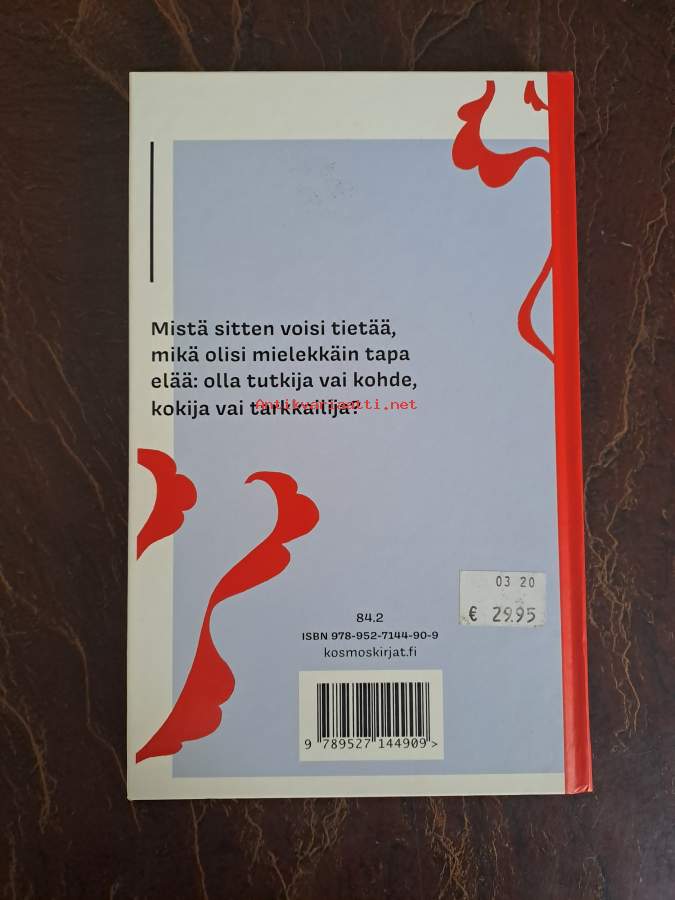 Mistä sitten voisi tietää,
mikä olisi mielekkäin tapa
elää: olla tutkija vai kohde,
kokija vai tarkkailija?
Antikvariaatti.net
03 20
€ 29.95
84.2
ISBN 978-952-7144-90-9
kosmoskirjat.fi
9 789527 144909>